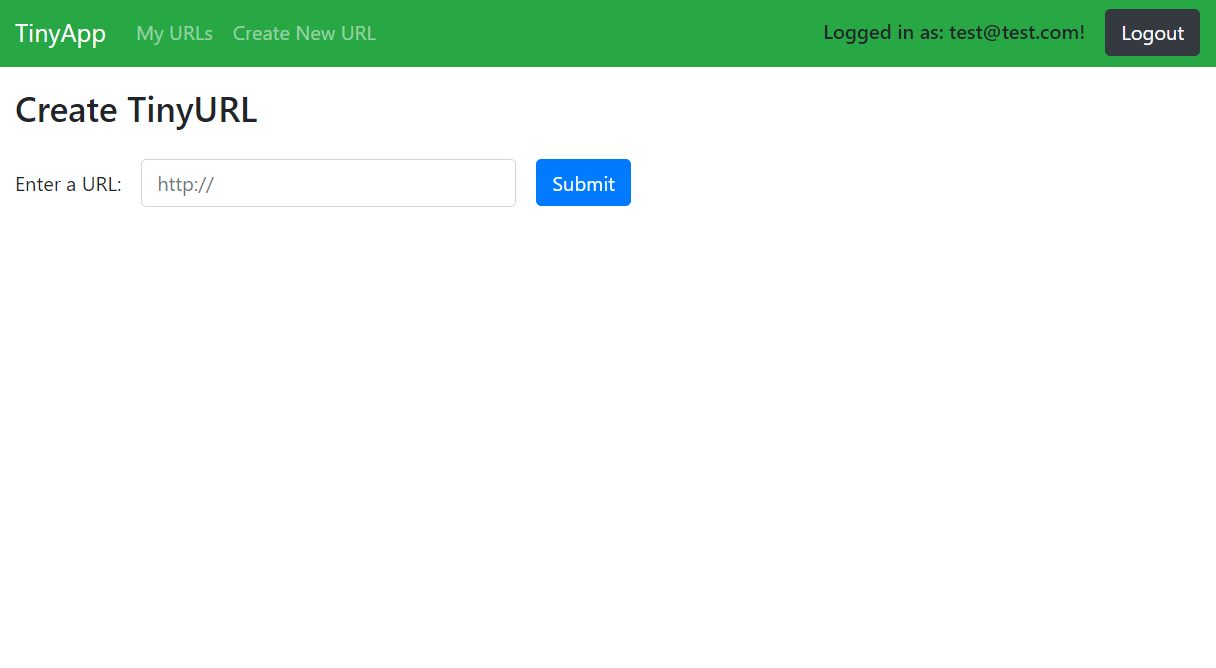 TinyApp My URLs Create New URL Logged in as: test@test.com! Logout
Create TinyURL
Enter a URL: http:// Submit